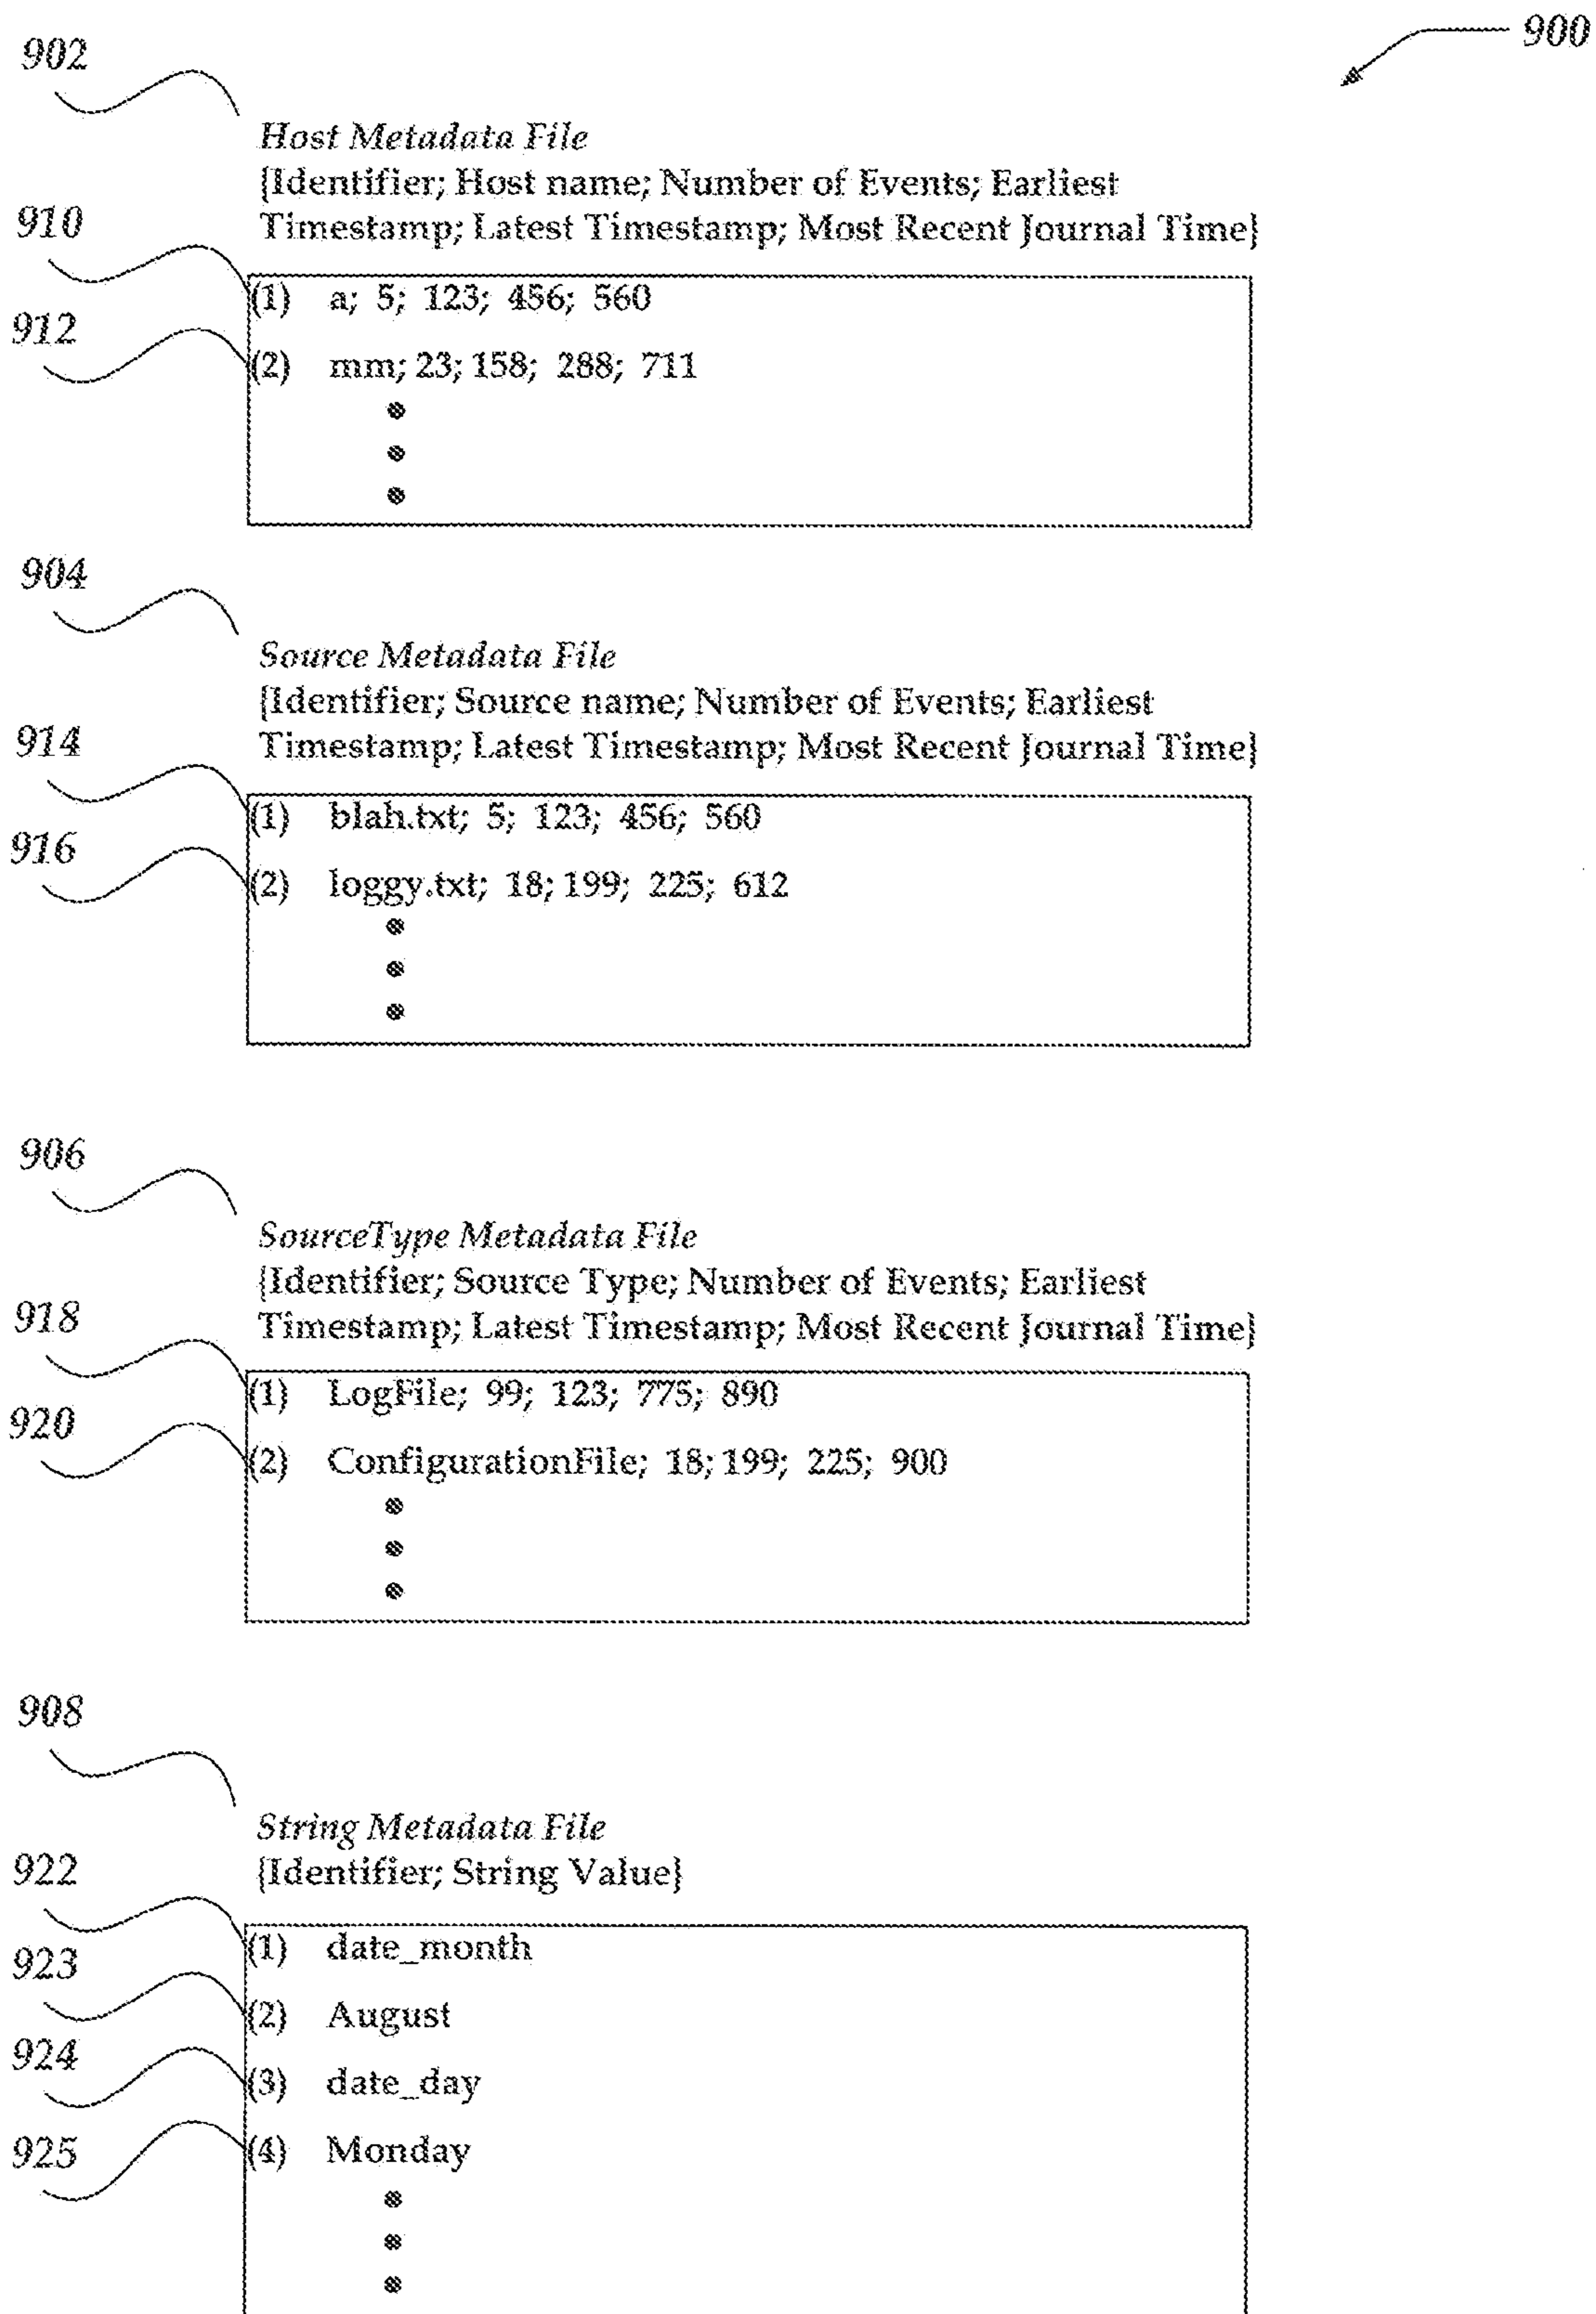 900
902
Host Metadata File
{Identifier; Host name; Number of Events; Earliest
Timestamp; Latest Timestamp; Most Recent Journal Time}
910
(1) a; 5; 123; 456; 560
912
(2) mm; 23; 158; 288; 711
904
Source Metadata File
{Identifier; Source name; Number of Events; Earliest
Timestamp; Latest Timestamp; Most Recent Journal Time}
914
(1) blah.txt; 5; 123; 456; 560
916
(2) loggy.txt; 18; 199; 225; 612
906
SourceType Metadata File
{Identifier; Source Type; Number of Events; Earliest
Timestamp; Latest Timestamp; Most Recent Journal Time}
918
(1) LogFile; 99; 123; 775; 890
920
(2) ConfigurationFile; 18; 199; 225; 900
908
String Metadata File
{Identifier; String Value}
922
(1) date_month
923
(2) August
924
(3) date_day
925
(4) Monday